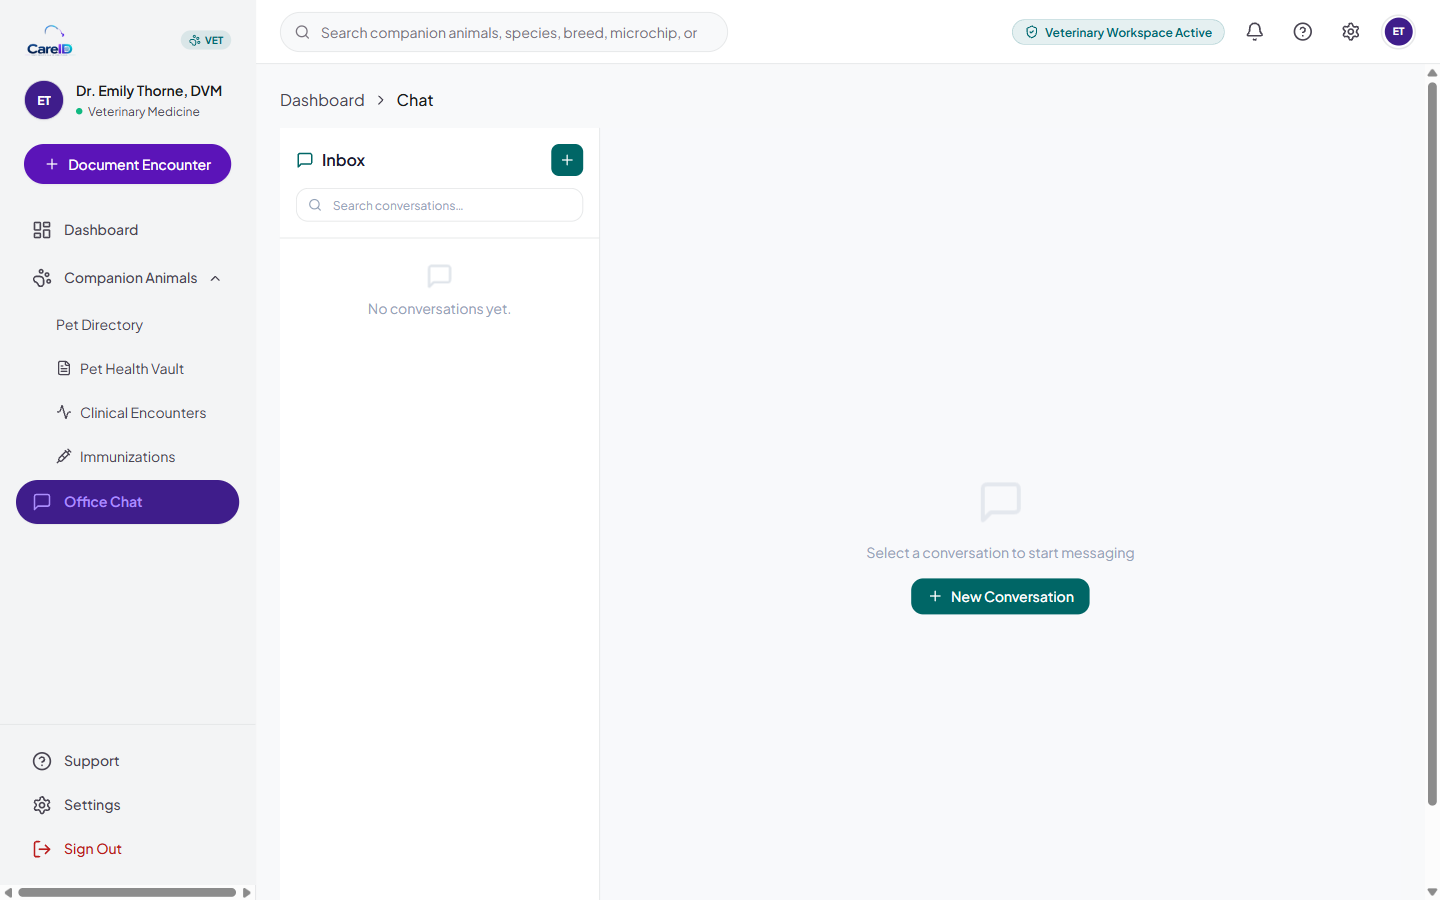 CareID
VET
ET
Dr. Emily Thorne, DVM
Veterinary Medicine
Document Encounter
Dashboard
Companion Animals
Pet Directory
Pet Health Vault
Clinical Encounters
Immunizations
Office Chat
Support
Settings
Sign Out
Search companion animals, species, breed, microchip, or
Veterinary Workspace Active
ET
Dashboard > Chat
Inbox
Search conversations...
No conversations yet.
Select a conversation to start messaging
New Conversation